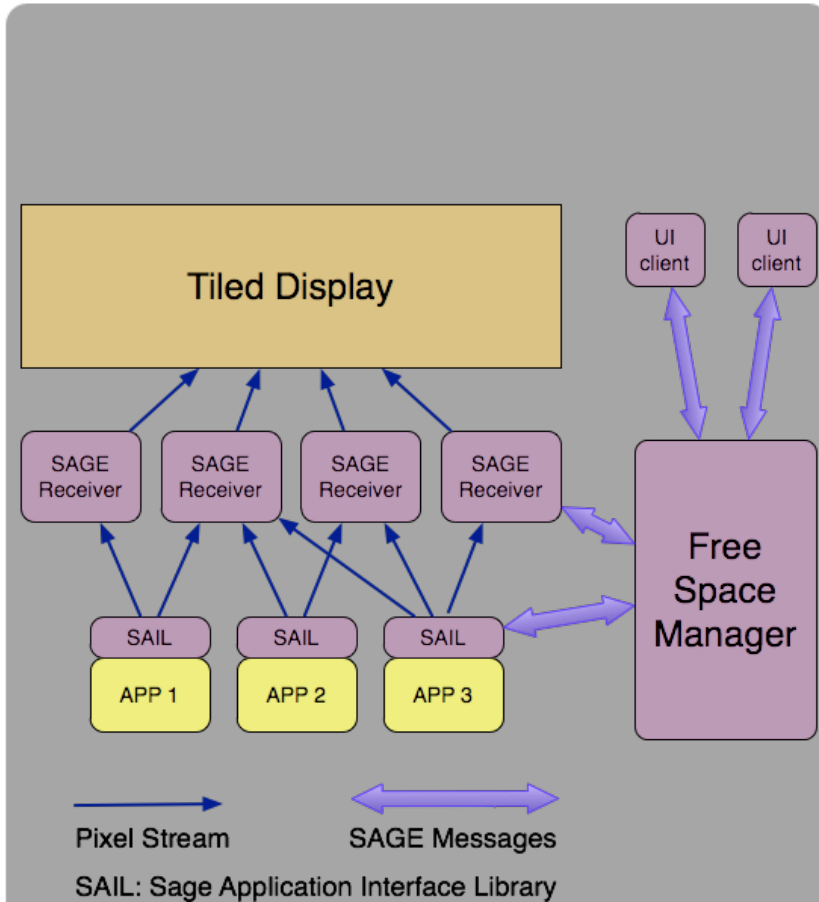 Tiled Display
UI
client
UI
client
SAGE
Receiver
SAGE
Receiver
SAGE
Receiver
SAGE
Receiver
Free
Space
Manager
SAIL
SAIL
SAIL
APP 1
APP 2
APP 3
Pixel Stream
SAGE Messages
SAIL: Sage Application Interface Library